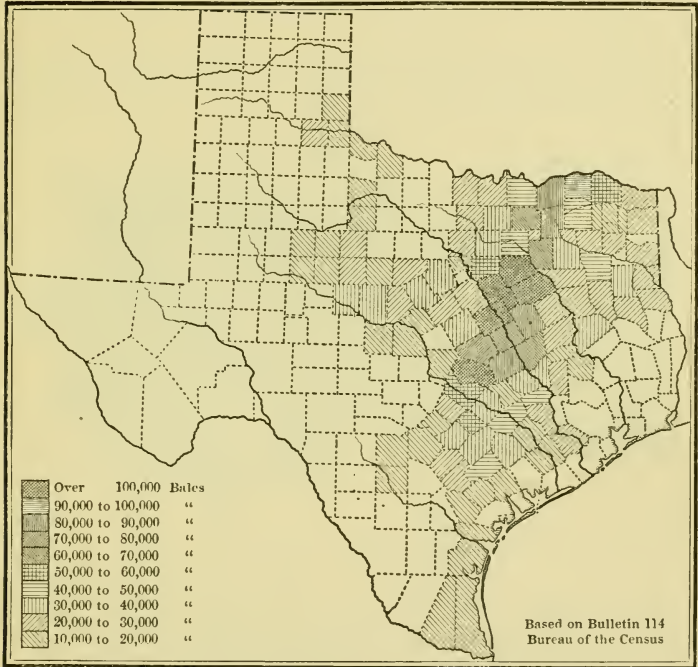 Over 100,000 Bales
90,000 to 100,000 “
80,000 to 90,000 “
70,000 to 80,000 “
60,000 to 70,000 “
50,000 to 60,000 “
40,000 to 50,000 “
30,000 to 40,000 “
20,000 to 30,000 “
10,000 to 20,000 “
Based on Bulletin 114
Bureau of the Census